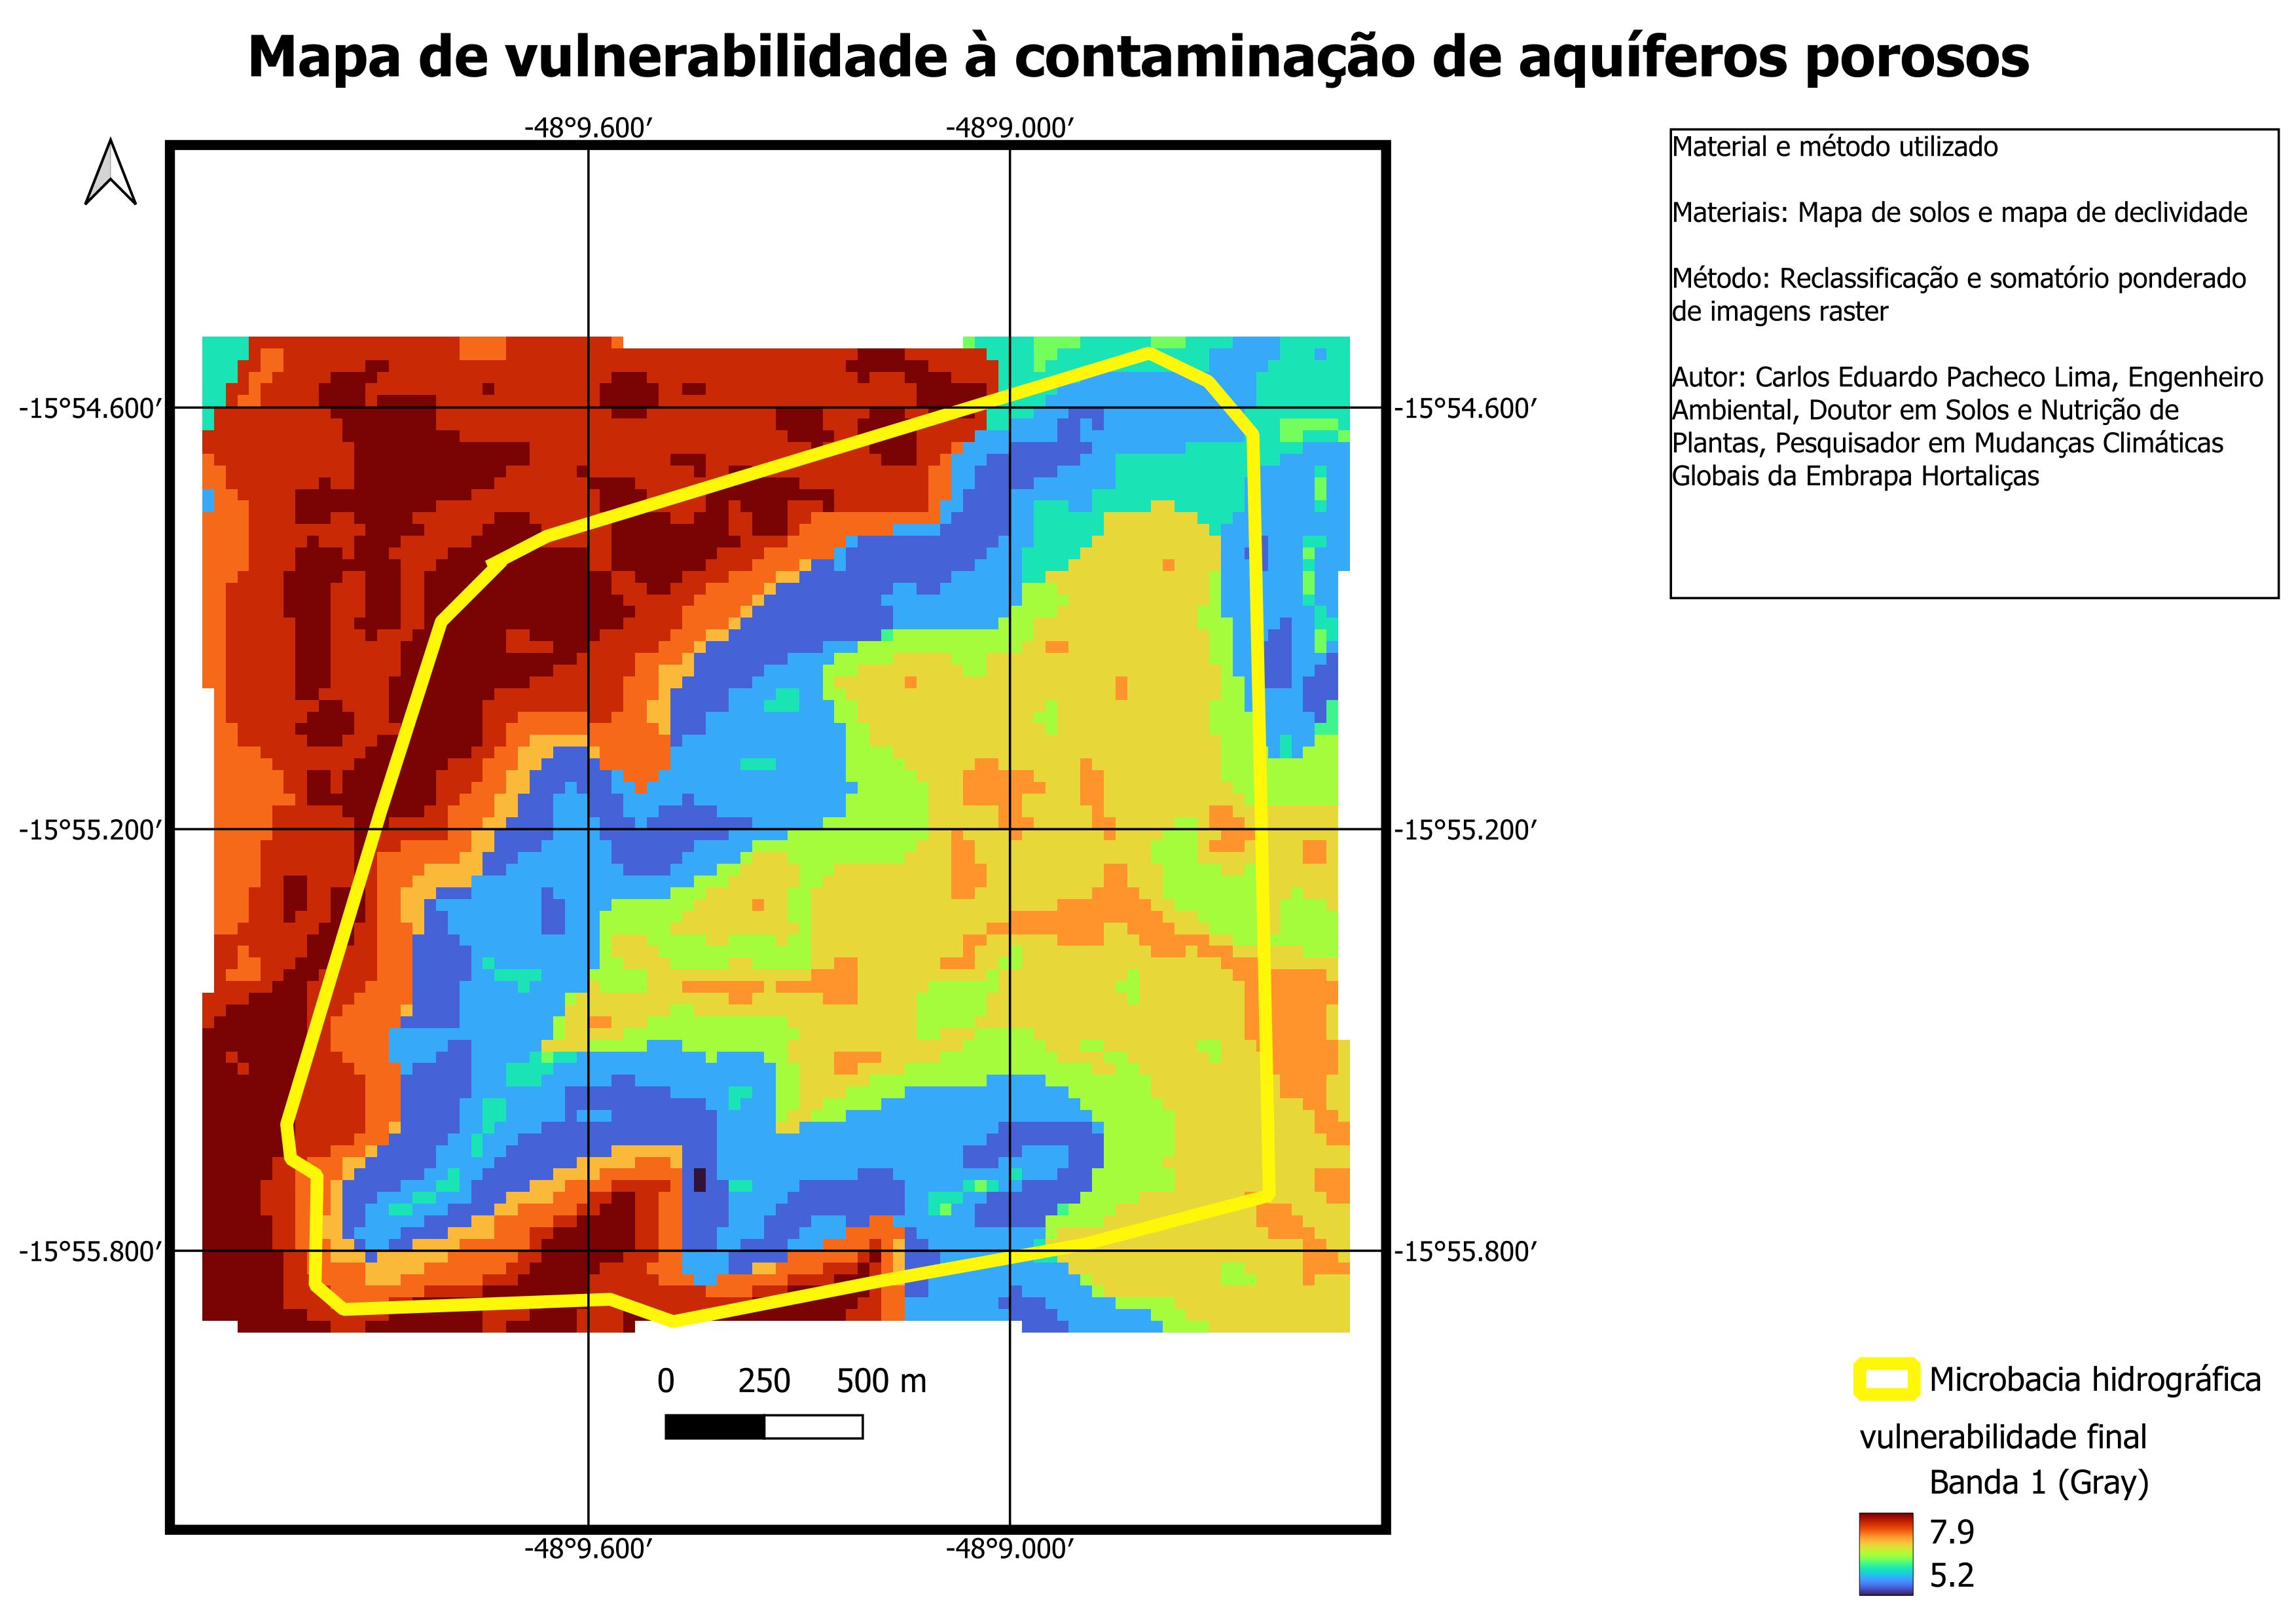 Mapa de vulnerabilidade à contaminação de aquíferos porosos
-48°9.600′
-48°9.000′
-15°54.600′
-15°54.600′
-15°55.200′
-15°55.200′
-15°55.800′
-15°55.800′
-48°9.600′
-48°9.000′
0 250 500 m
Material e método utilizado
Materiais: Mapa de solos e mapa de declividade
Método: Reclassificação e somatório ponderado
de imagens raster
Autor: Carlos Eduardo Pacheco Lima, Engenheiro
Ambiental, Doutor em Solos e Nutrição de
Plantas, Pesquisador em Mudanças Climáticas
Globais da Embrapa Hortaliças
Microbacia hidrográfica
vulnerabilidade final
Banda 1 (Gray)
7.9
5.2